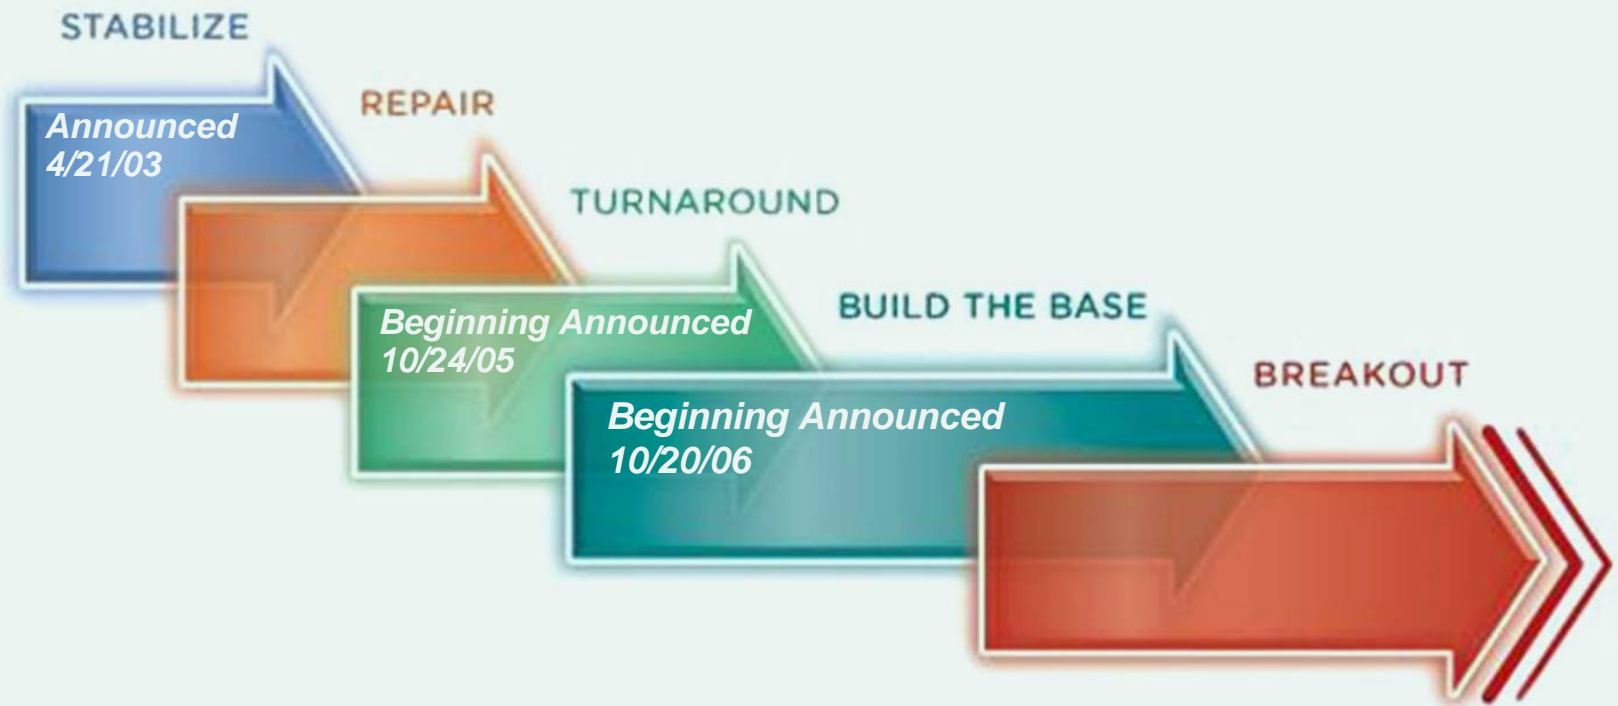 STABILIZE
Announced
4/21/03
REPAIR
TURNAROUND
Beginning Announced
10/24/05
BUILD THE BASE
Beginning Announced
10/20/06
BREAKOUT